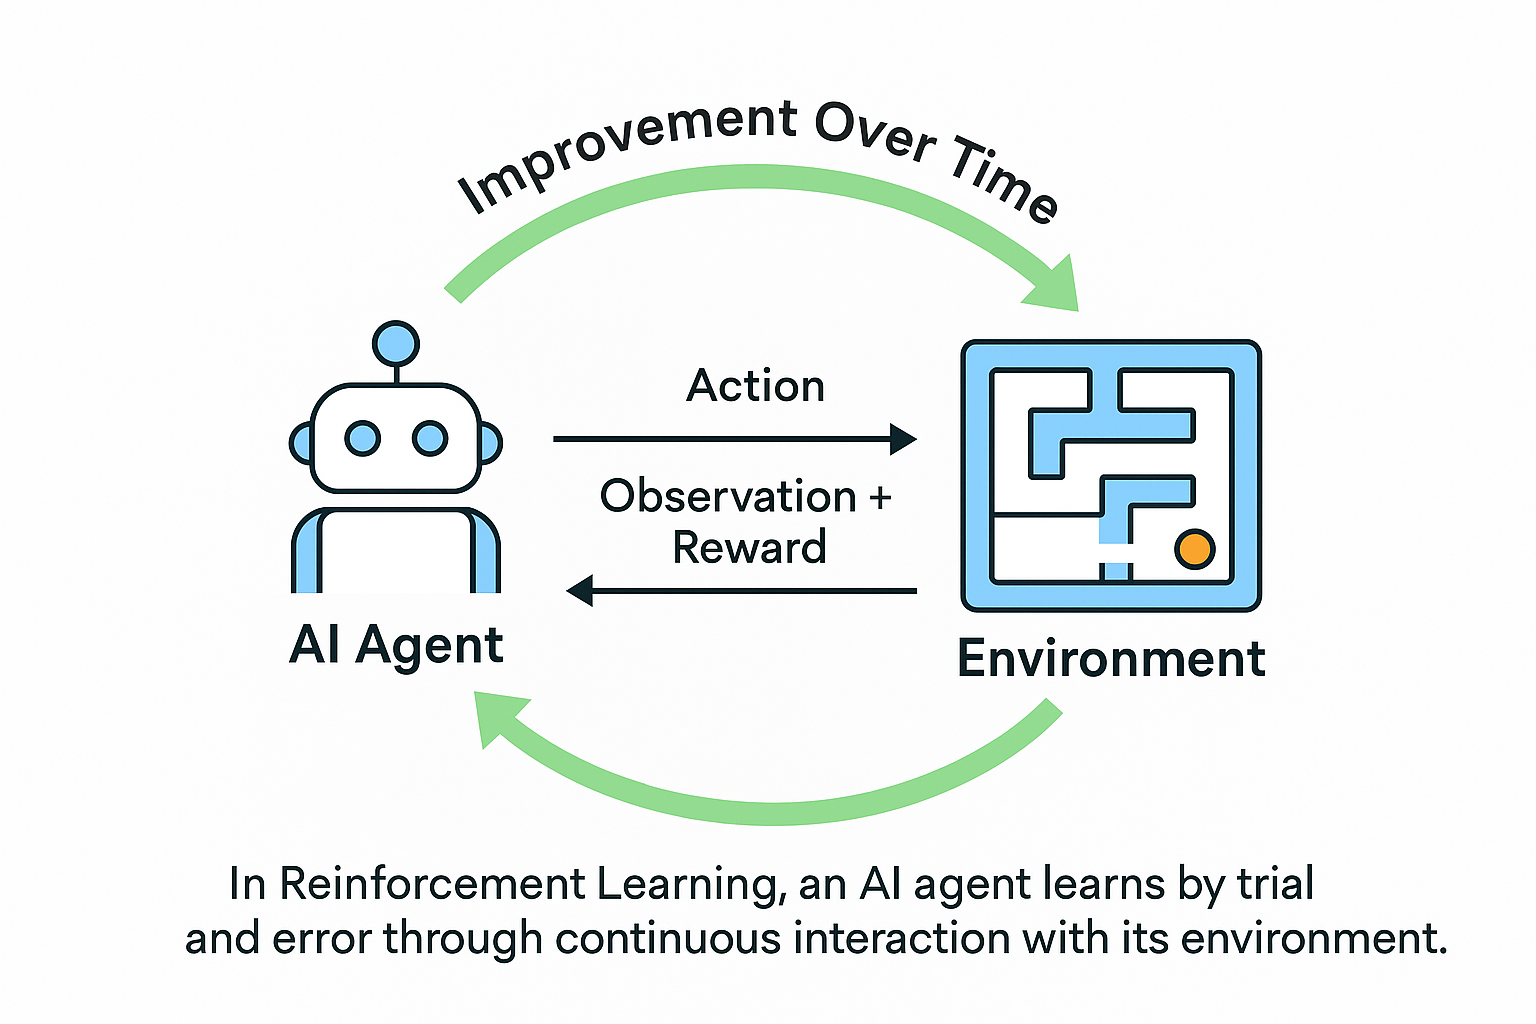 Improvement Over Time
Action
Observation +
Reward
AI Agent
Environment
In Reinforcement Learning, an AI agent learns by trial
and error through continuous interaction with its environment.